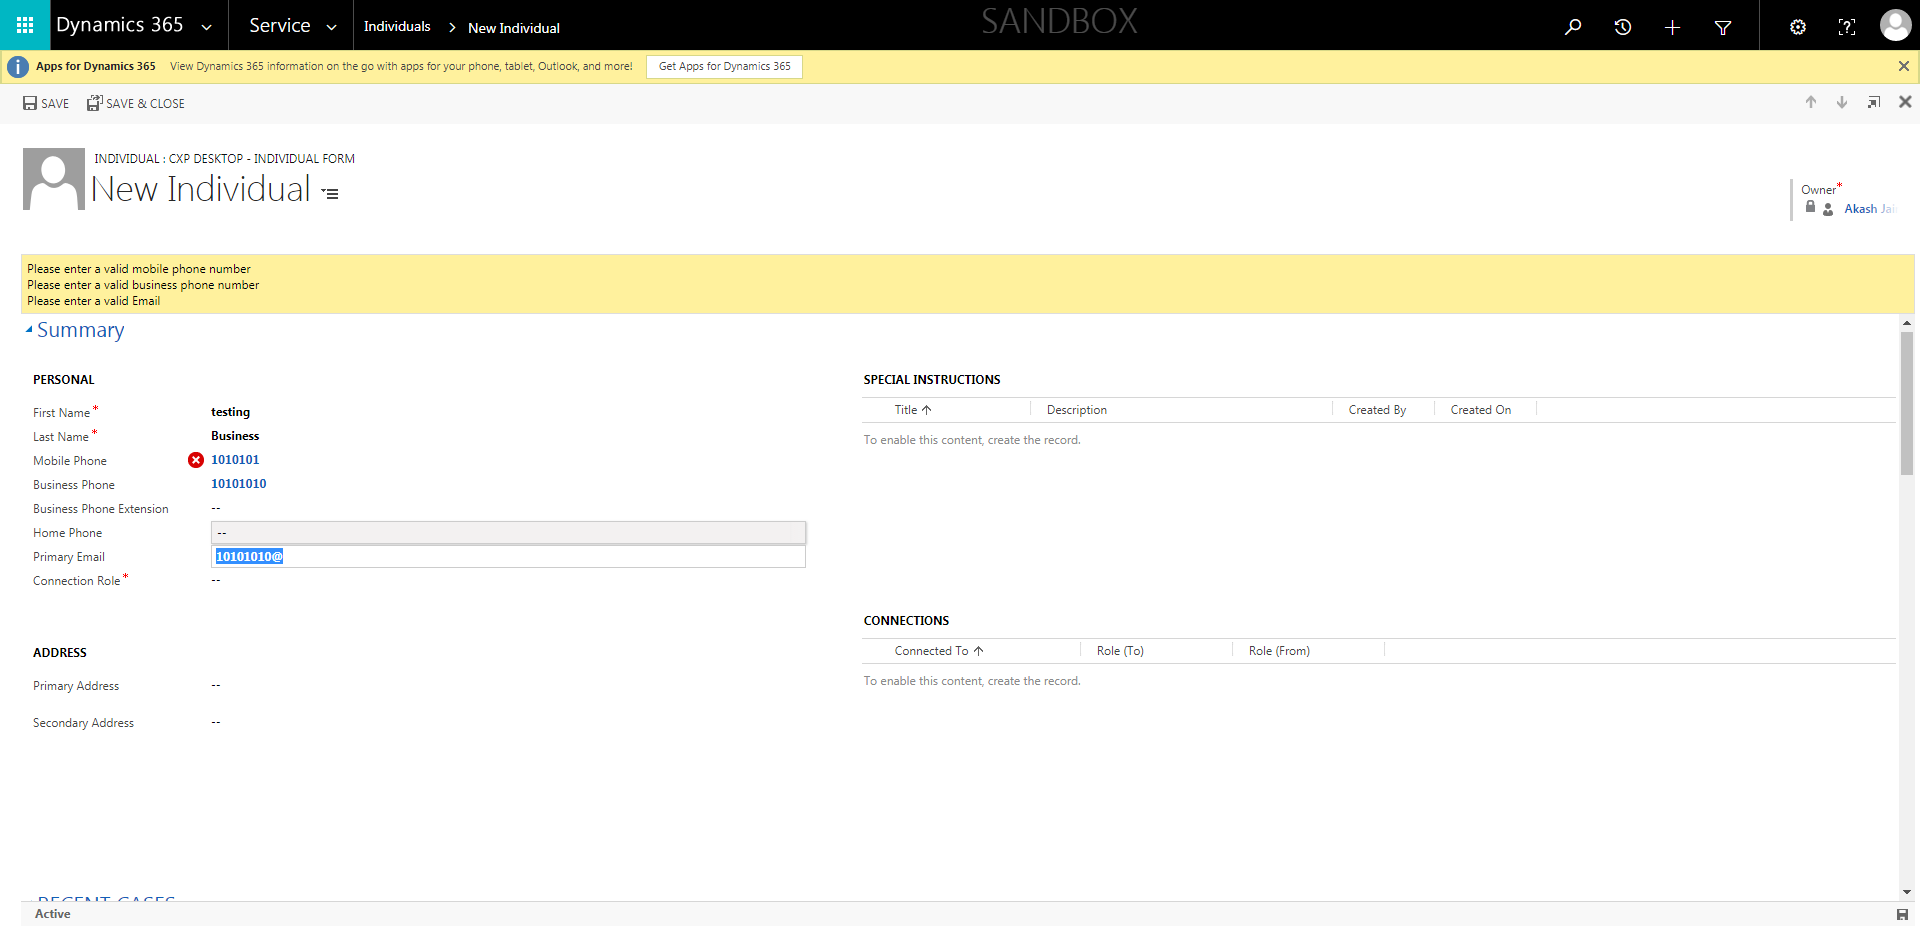 Dynamics 365 Service Individuals > New Individual SANDBOX
Apps for Dynamics 365 View Dynamics 365 information on the go with apps for your phone, tablet, Outlook, and more! Get Apps for Dynamics 365
SAVE SAVE & CLOSE
INDIVIDUAL : CXP DESKTOP - INDIVIDUAL FORM
New Individual
Owner*
Akash Jai
Please enter a valid mobile phone number
Please enter a valid business phone number
Please enter a valid Email
Summary
PERSONAL
First Name* testing
Last Name* Business
Mobile Phone 1010101
Business Phone 10101010
Business Phone Extension --
Home Phone --
Primary Email 10101010@
Connection Role* --
ADDRESS
Primary Address --
Secondary Address --
SPECIAL INSTRUCTIONS
Title Description Created By Created On
To enable this content, create the record.
CONNECTIONS
Connected To Role (To) Role (From)
To enable this content, create the record.
RECENT CASES
Active